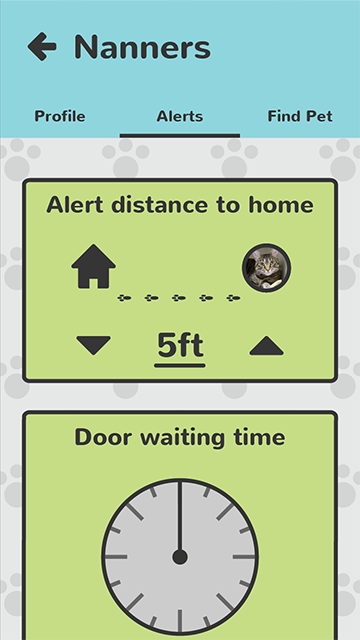 Nanners
Profile Alerts Find Pet
Alert distance to home
5ft
Door waiting time